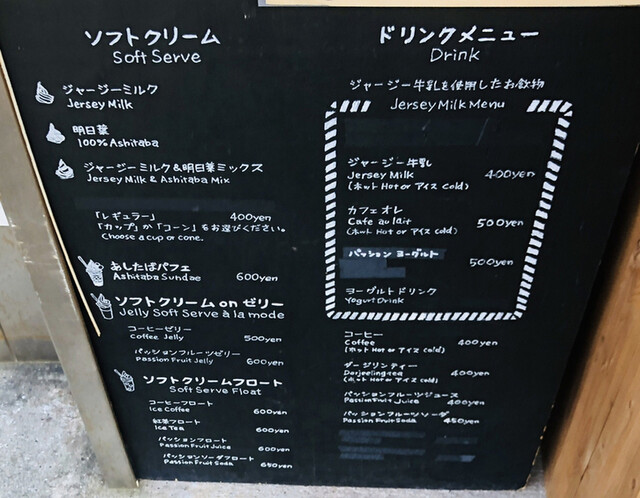 ソフトクリーム
Soft Serve
ジャージーミルク
Jersey Milk
明日葉
100% Ashitaba
ジャージーミルク&明日葉ミックス
Jersey Milk & Ashitaba Mix
「レギュラー」 400yen
「カップ」か「コーン」をお選びください。
Choose a cup or cone.
あしたばパフェ
Ashitaba Sundae 600yen
ソフトクリーム on ゼリー
Jelly Soft Serve à la mode
コーヒーゼリー
Coffee Jelly 500yen
パッションフルーツゼリー
Passion Fruit Jelly 600yen
ソフトクリームフロート
Soft Serve Float
コーヒーフロート
Ice Coffee 600yen
紅茶フロート
Ice Tea 600yen
パッションフロート
Passion Fruit Juice 600yen
パッションソーダフロート
Passion Fruit Soda 650yen
ドリンクメニュー
Drink
ジャージー牛乳を使用したお飲物
Jersey Milk Menu
ジャージー牛乳
Jersey Milk 400yen
(ホット Hot or アイス Cold)
カフェオレ
Cafe au lait 500yen
(ホット Hot or アイス Cold)
パッション ヨーグルト
500yen
ヨーグルトドリンク
Yogurt Drink
コーヒー
Coffee 400yen
(ホット Hot or アイス Cold)
ダージリンティー
Darjeeling tea 400yen
(ホット Hot or アイス Cold)
パッションフルーツジュース
Passion Fruit Juice 400yen
パッションフルーツソーダ
Passion Fruit Soda 450yen